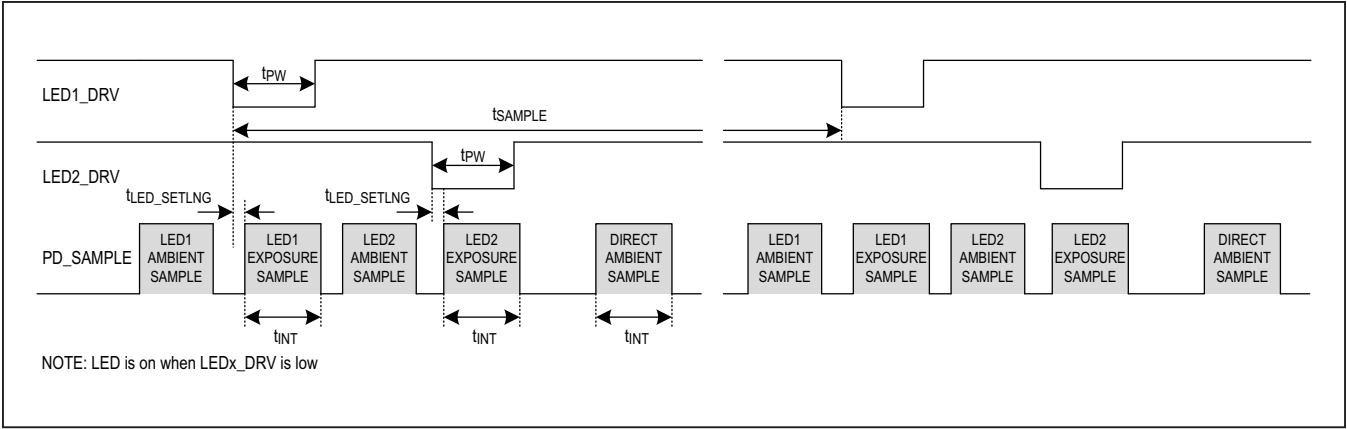 LED1_DRV
tPW
tSAMPLE
LED2_DRV
tPW
tLED_SETLNG
tLED_SETLNG
PD_SAMPLE
LED1
AMBIENT
SAMPLE
LED1
EXPOSURE
SAMPLE
LED2
AMBIENT
SAMPLE
LED2
EXPOSURE
SAMPLE
DIRECT
AMBIENT
SAMPLE
LED1
AMBIENT
SAMPLE
LED1
EXPOSURE
SAMPLE
LED2
AMBIENT
SAMPLE
LED2
EXPOSURE
SAMPLE
DIRECT
AMBIENT
SAMPLE
tINT
tINT
tINT
NOTE: LED is on when LEDx_DRV is low